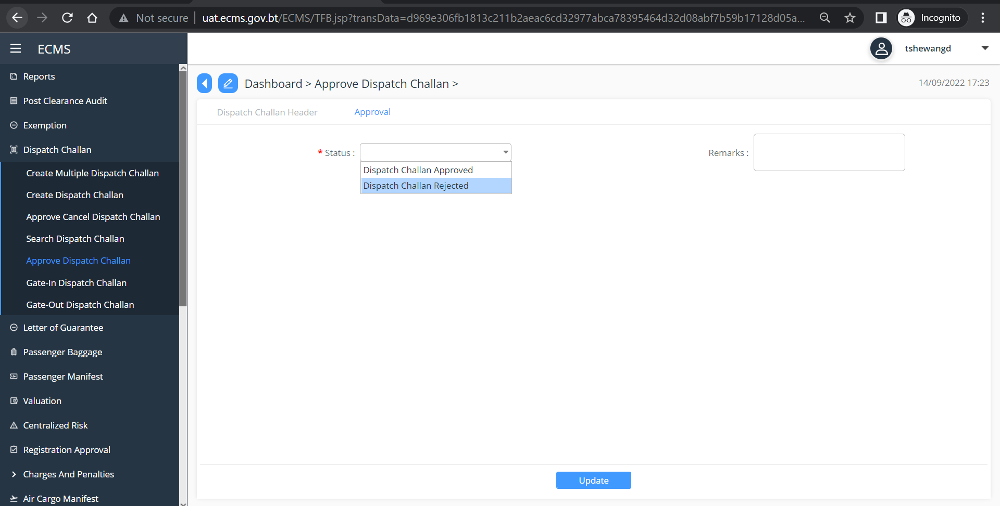 Not secure
uat.ecms.gov.bt/ECMS/TFB.jsp?transData=d969e306fb1813c211b2aeac6cd32977abca78395464d32d08abf7b59b17128d05a...
Incognito
ECMS
tshewangd
Reports
Post Clearance Audit
Exemption
Dispatch Challan
Create Multiple Dispatch Challan
Create Dispatch Challan
Approve Cancel Dispatch Challan
Search Dispatch Challan
Approve Dispatch Challan
Gate-In Dispatch Challan
Gate-Out Dispatch Challan
Letter of Guarantee
Passenger Baggage
Passenger Manifest
Valuation
Centralized Risk
Registration Approval
Charges And Penalties
Air Cargo Manifest
Dashboard > Approve Dispatch Challan >
14/09/2022 17:23
Dispatch Challan Header
Approval
* Status :
Remarks :
Dispatch Challan Approved
Dispatch Challan Rejected
Update